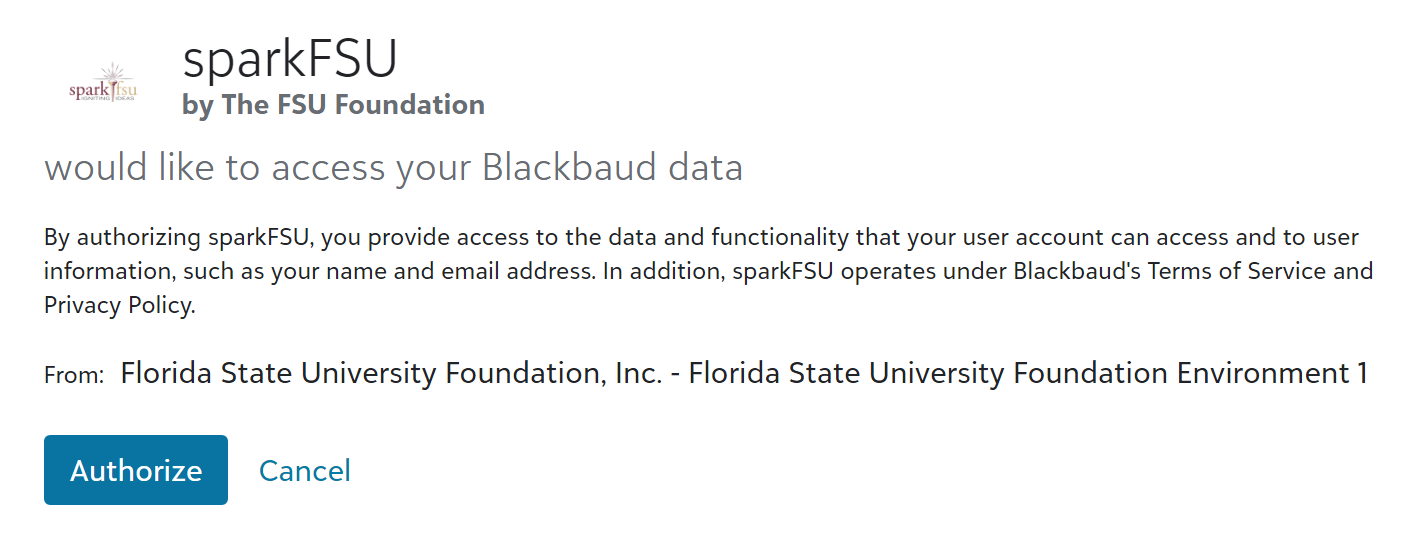 sparkFSU
spark fsu
IGNITING IDEAS
by The FSU Foundation
would like to access your Blackbaud data
By authorizing sparkFSU, you provide access to the data and functionality that your user account can access and to user
information, such as your name and email address. In addition, sparkFSU operates under Blackbaud's Terms of Service and
Privacy Policy.
From: Florida State University Foundation, Inc. - Florida State University Foundation Environment 1
Authorize Cancel